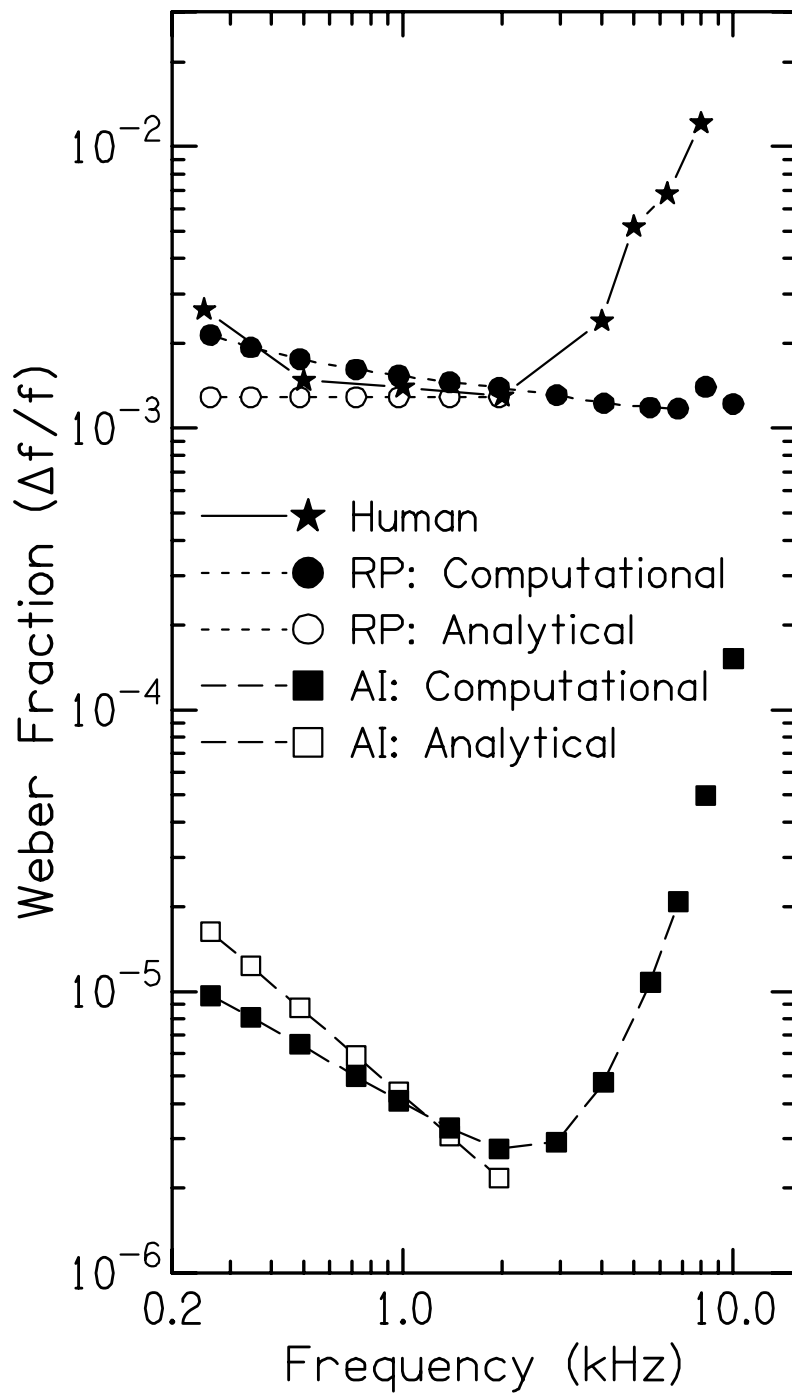 10−2
10−3
10−4
10−5
10−6
Weber Fraction (Δf/f)
Human
RP: Computational
RP: Analytical
AI: Computational
AI: Analytical
0.2 1.0 10.0
Frequency (kHz)